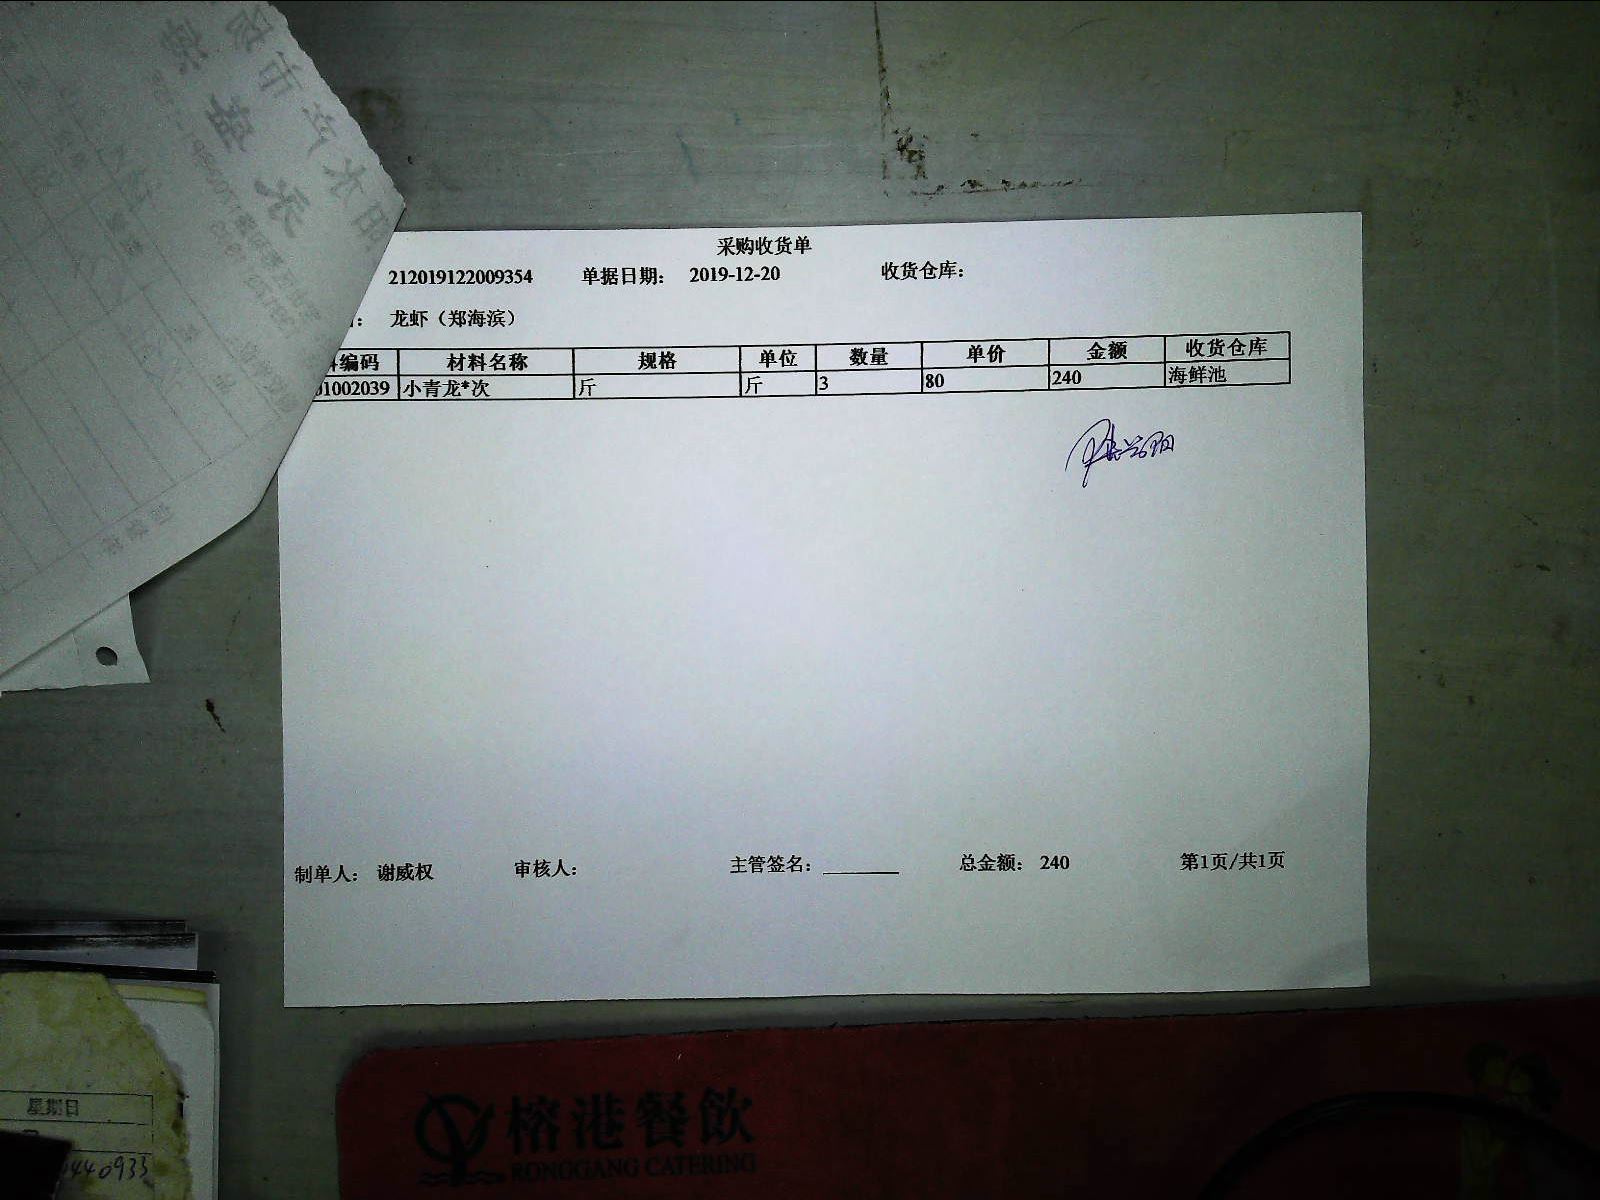 采购收货单
212019122009354 单据日期： 2019-12-20 收货仓库：
： 龙虾（郑海滨）
编码 材料名称 规格 单位 数量 单价 金额 收货仓库
01002039 小青龙*次 斤 斤 3 80 240 海鲜池
制单人： 谢威权 审核人： 主管签名： 总金额： 240 第1页/共1页
星期日
440933
榕港餐飲
RONGGANG CATERING